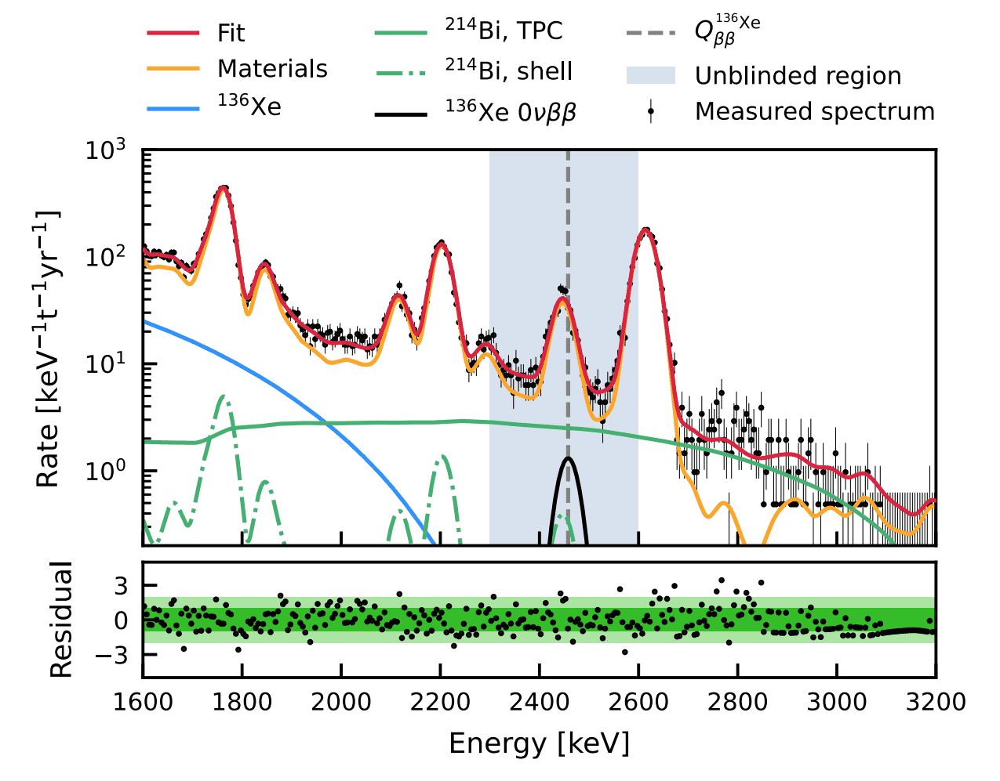 Fit
Materials
¹³⁶Xe
²¹⁴Bi, TPC
²¹⁴Bi, shell
¹³⁶Xe 0νββ
Q_ββ^¹³⁶Xe
Unblinded region
Measured spectrum
Rate [keV⁻¹t⁻¹yr⁻¹]
10³
10²
10¹
10⁰
Residual
3
0
−3
1600 1800 2000 2200 2400 2600 2800 3000 3200
Energy [keV]